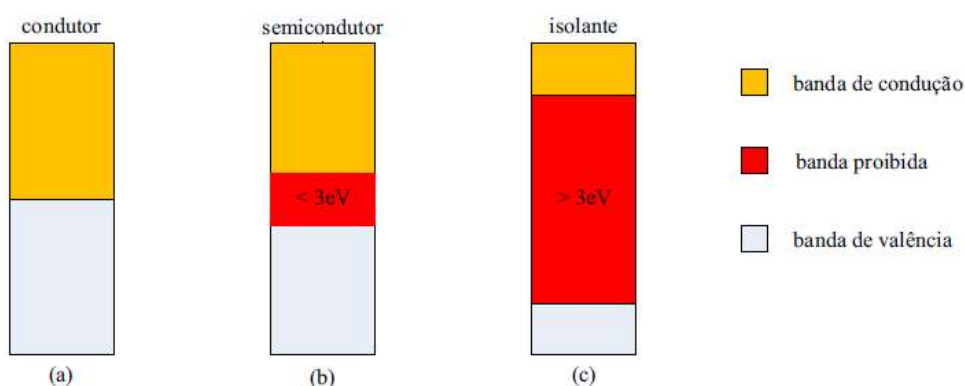 condutor
semicondutor
isolante
banda de condução
banda proibida
< 3eV
> 3eV
banda de valência
(a)
(b)
(c)